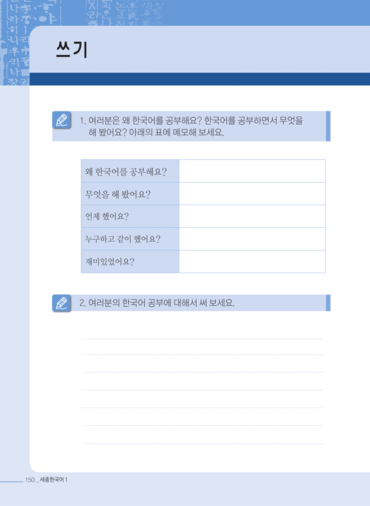 쓰기
1. 여러분은 왜 한국어를 공부해요? 한국어를 공부하면서 무엇을
해 봤어요? 아래의 표에 메모해 보세요.
왜 한국어를 공부해요?
무엇을 해 봤어요?
언제 했어요?
누구하고 같이 했어요?
재미있었어요?
2. 여러분의 한국어 공부에 대해서 써 보세요.
150 _ 세종한국어 1